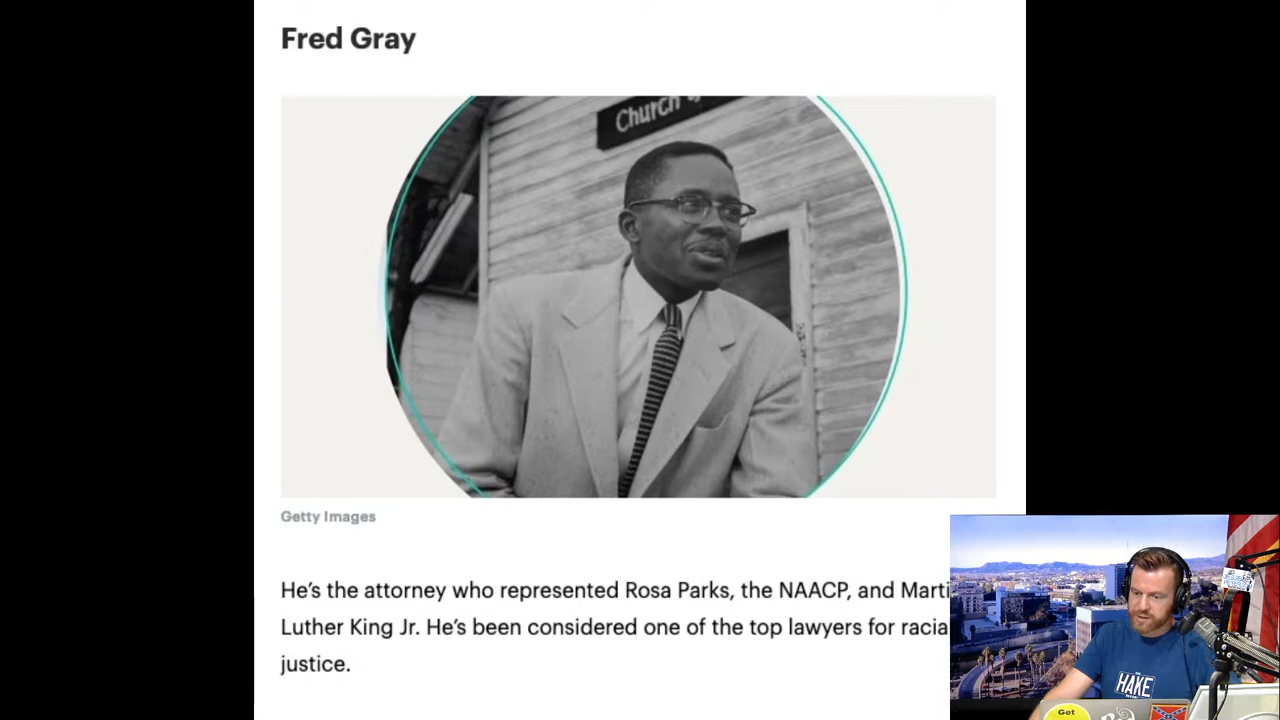 Fred Gray
Church
Getty Images
He's the attorney who represented Rosa Parks, the NAACP, and Marti
Luther King Jr. He's been considered one of the top lawyers for racia
justice.
HAKE
Get